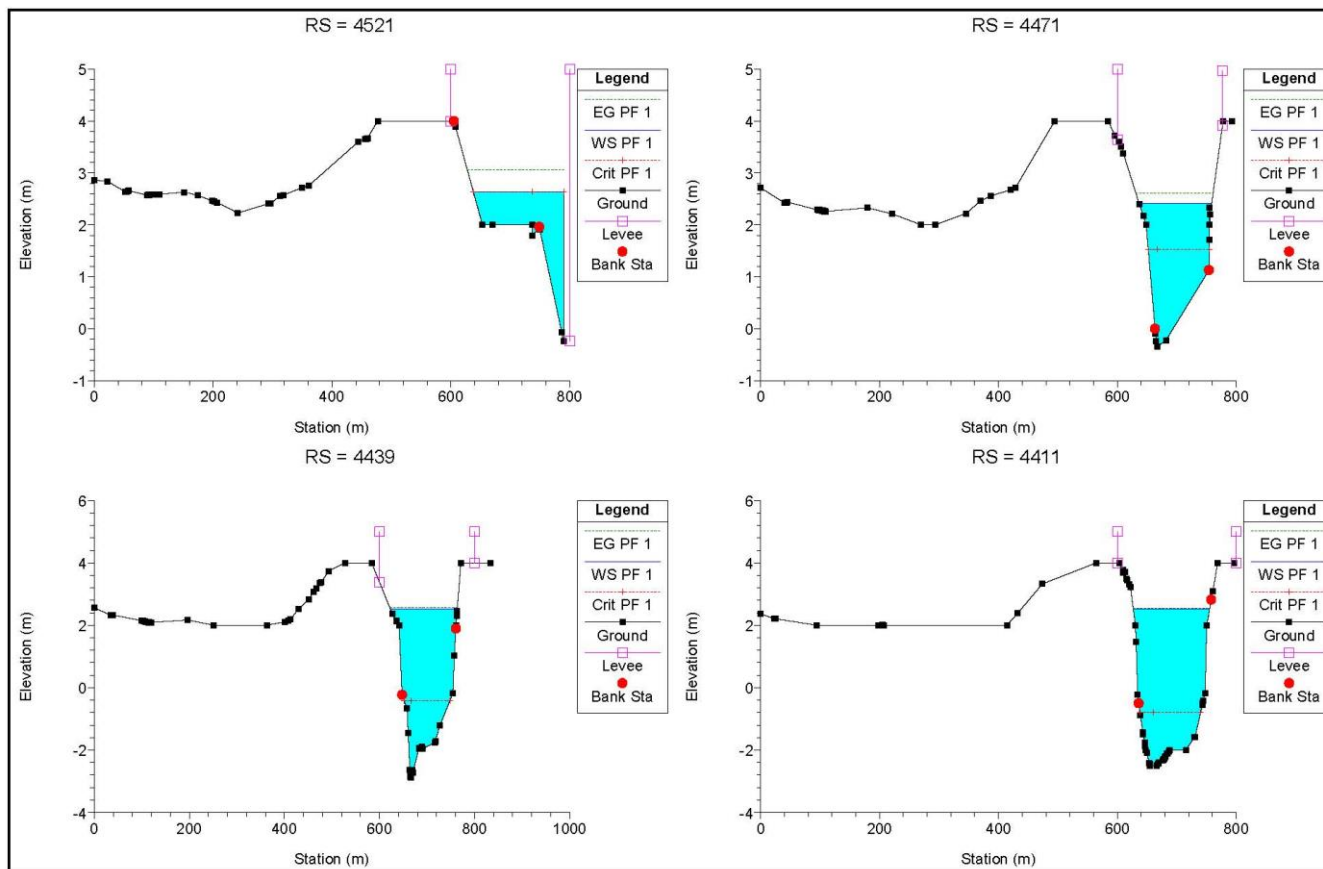 RS = 4521
5
4
3
2
1
0
-1
Elevation (m)
0 200 400 600 800
Station (m)
Legend
EG PF 1
WS PF 1
Crit PF 1
Ground
Levee
Bank Sta
RS = 4471
5
4
3
2
1
0
-1
Elevation (m)
0 200 400 600 800
Station (m)
Legend
EG PF 1
WS PF 1
Crit PF 1
Ground
Levee
Bank Sta
RS = 4439
6
4
2
0
-2
-4
Elevation (m)
0 200 400 600 800 1000
Station (m)
Legend
EG PF 1
WS PF 1
Crit PF 1
Ground
Levee
Bank Sta
RS = 4411
6
4
2
0
-2
-4
Elevation (m)
0 200 400 600 800
Station (m)
Legend
EG PF 1
WS PF 1
Crit PF 1
Ground
Levee
Bank Sta